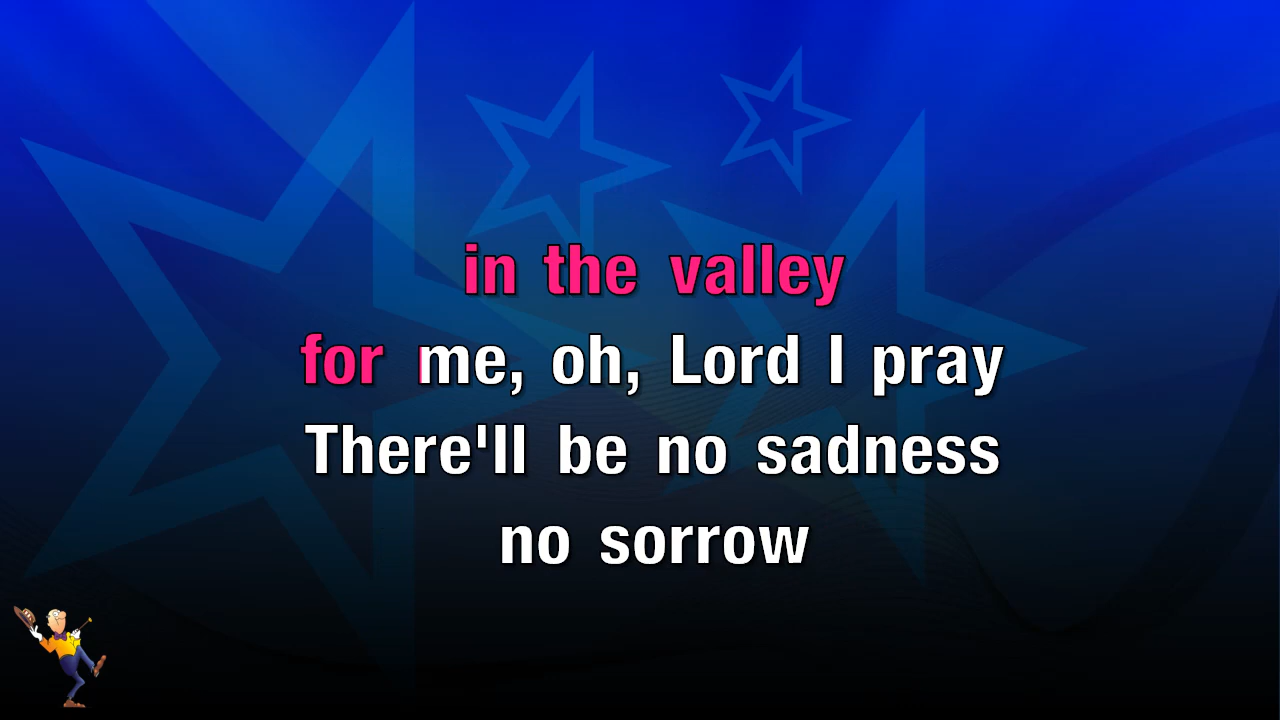 in the valley
for me, oh, Lord I pray
There'll be no sadness
no sorrow